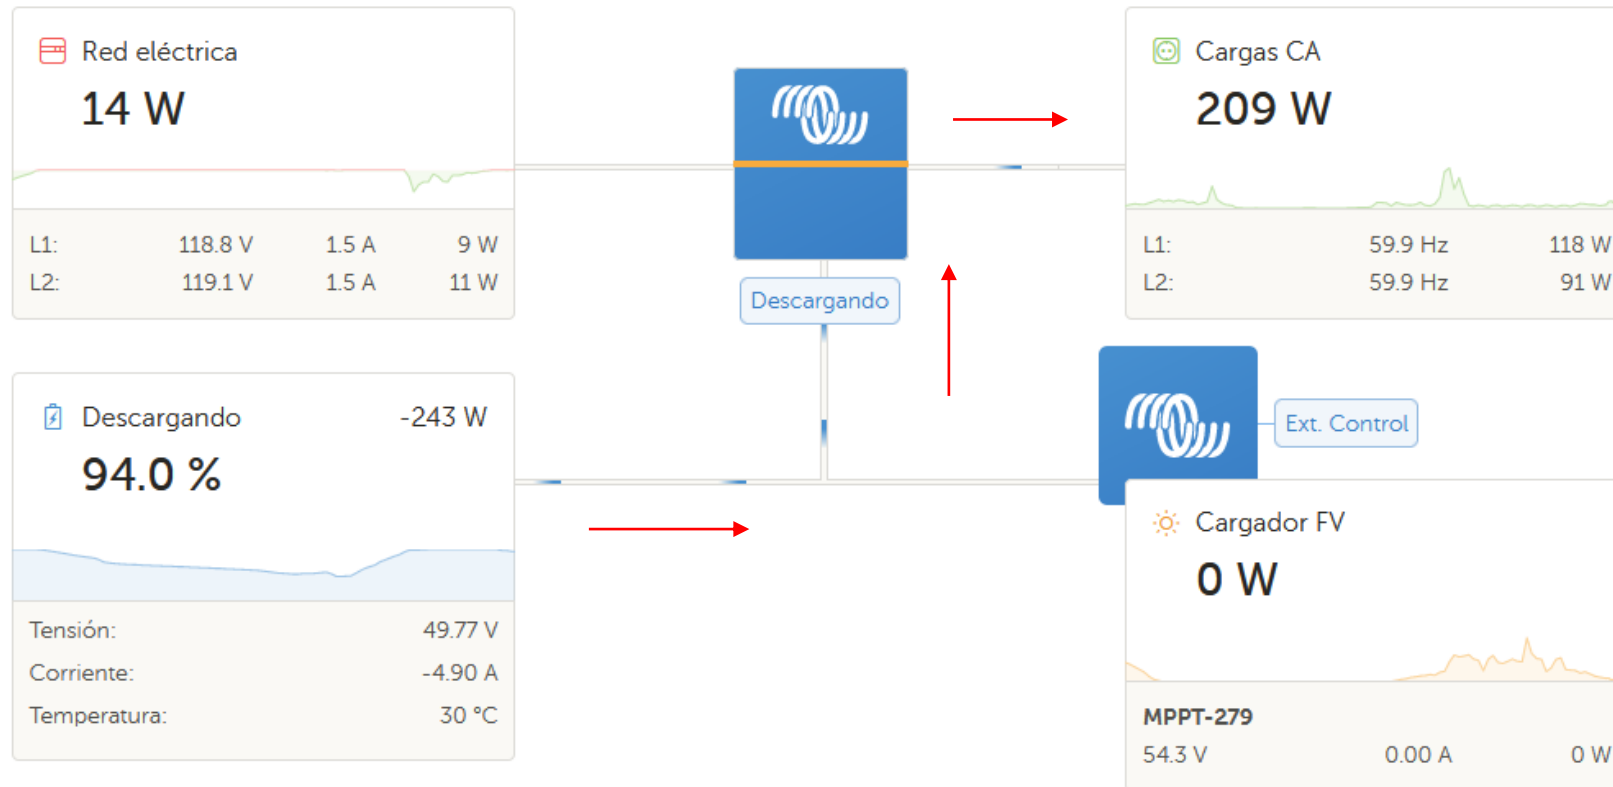 Red eléctrica
14 W
L1: 118.8 V 1.5 A 9 W
L2: 119.1 V 1.5 A 11 W
Descargando
Cargas CA
209 W
L1: 59.9 Hz 118 W
L2: 59.9 Hz 91 W
Descargando -243 W
94.0 %
Tensión: 49.77 V
Corriente: -4.90 A
Temperatura: 30 °C
Ext. Control
Cargador FV
0 W
MPPT-279
54.3 V 0.00 A 0 W